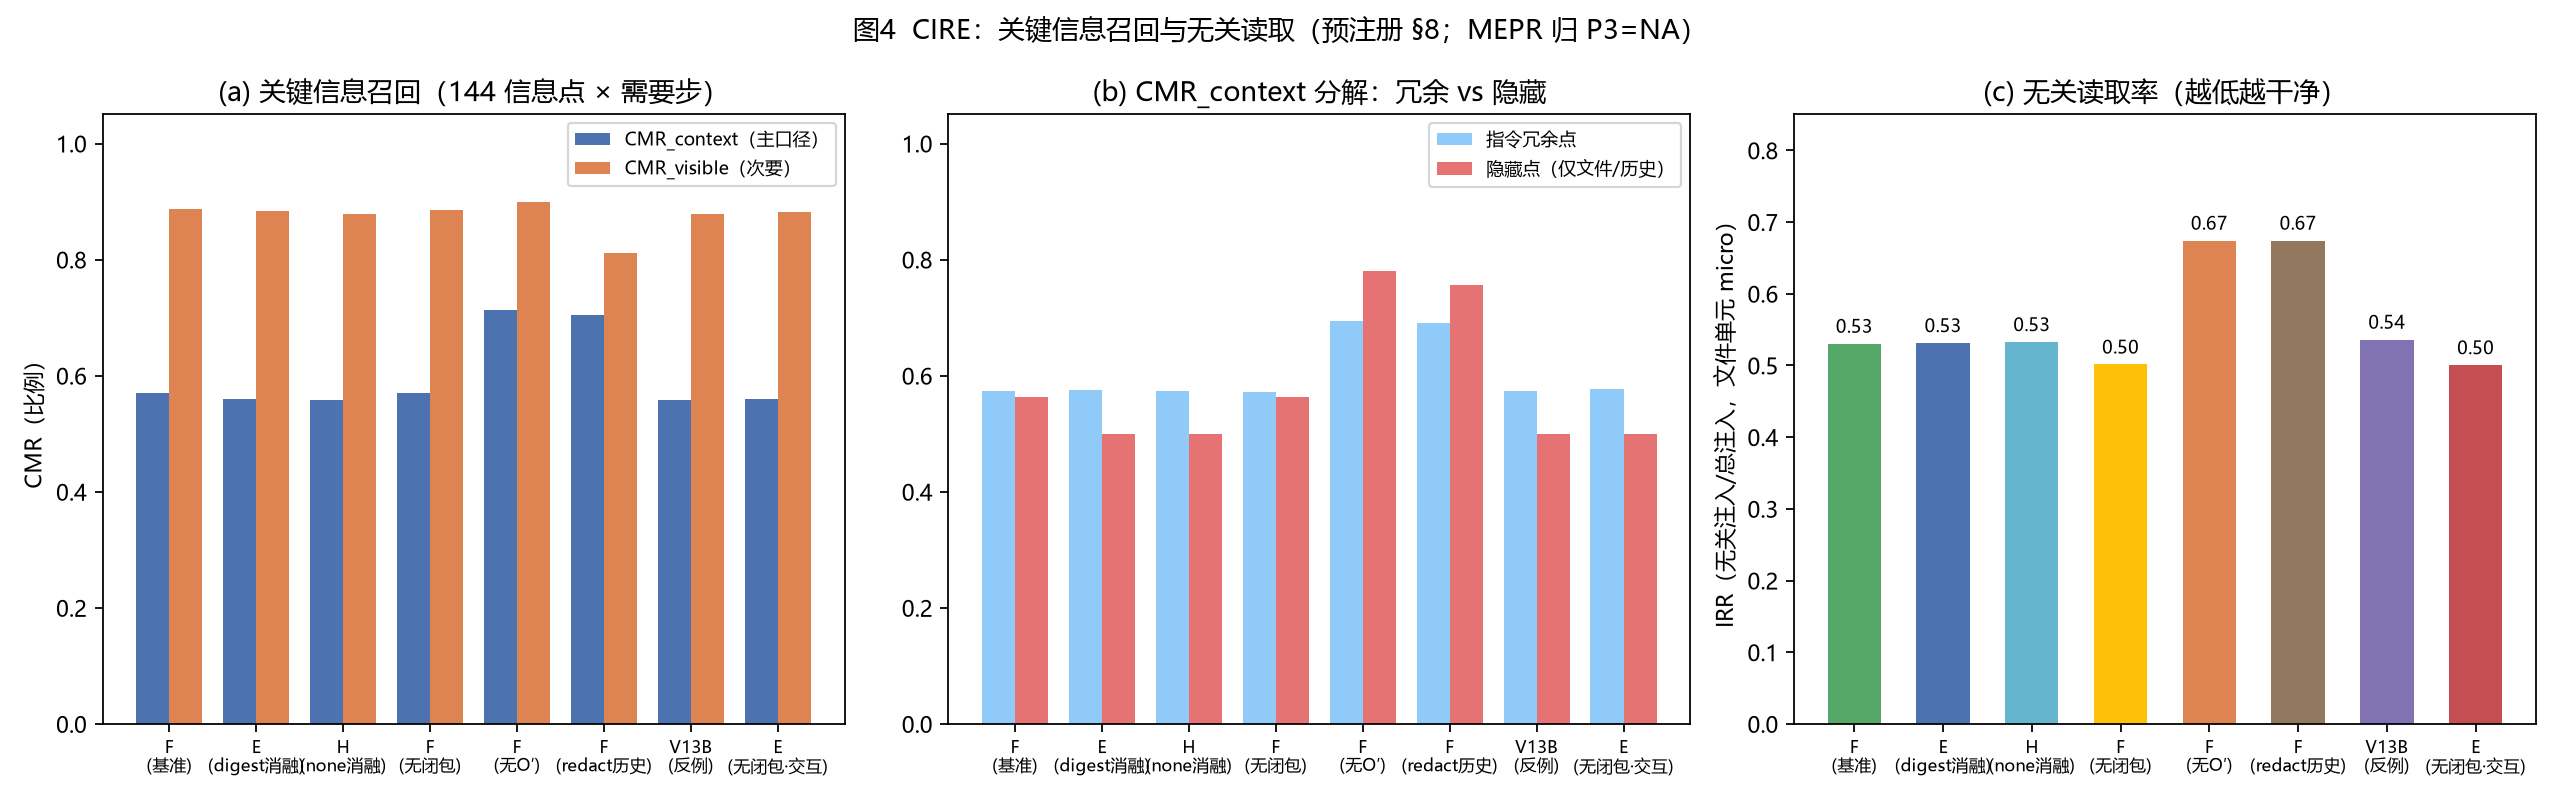 图4  CIRE：关键信息召回与无关读取（预注册 §8；MEPR 归 P3=NA）
(a) 关键信息召回（144 信息点 × 需要步）
CMR（比例）
1.0
0.8
0.6
0.4
0.2
0.0
CMR_context（主口径）
CMR_visible（次要）
F
(基准)
E
(digest消融)
H
(none消融)
F
(无闭包)
F
(无O′)
F
(redact历史)
V13B
(反例)
E
(无闭包·交互)
(b) CMR_context 分解：冗余 vs 隐藏
1.0
0.8
0.6
0.4
0.2
0.0
指令冗余点
隐藏点（仅文件/历史）
F
(基准)
E
(digest消融)
H
(none消融)
F
(无闭包)
F
(无O′)
F
(redact历史)
V13B
(反例)
E
(无闭包·交互)
(c) 无关读取率（越低越干净）
IRR（无关注入/总注入，文件单元 micro）
0.8
0.7
0.6
0.5
0.4
0.3
0.2
0.1
0.0
0.53
0.53
0.53
0.50
0.67
0.67
0.54
0.50
F
(基准)
E
(digest消融)
H
(none消融)
F
(无闭包)
F
(无O′)
F
(redact历史)
V13B
(反例)
E
(无闭包·交互)